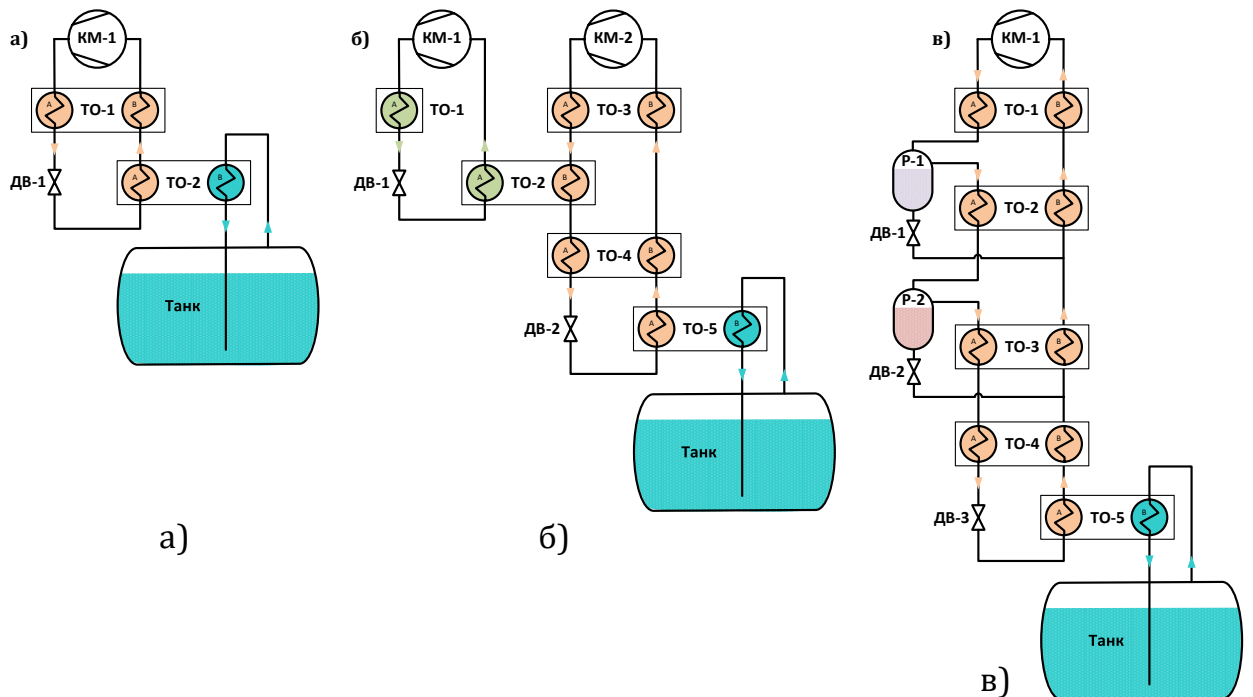 а)
КМ-1
A
ТО-1
B
ДВ-1
A
ТО-2
B
Танк
а)
б)
КМ-1
КМ-2
A
ТО-1
A
ТО-3
B
ДВ-1
A
ТО-2
B
A
ТО-4
B
ДВ-2
A
ТО-5
B
Танк
б)
в)
КМ-1
A
ТО-1
B
Р-1
A
ТО-2
B
ДВ-1
Р-2
A
ТО-3
B
ДВ-2
A
ТО-4
B
ДВ-3
A
ТО-5
B
Танк
в)